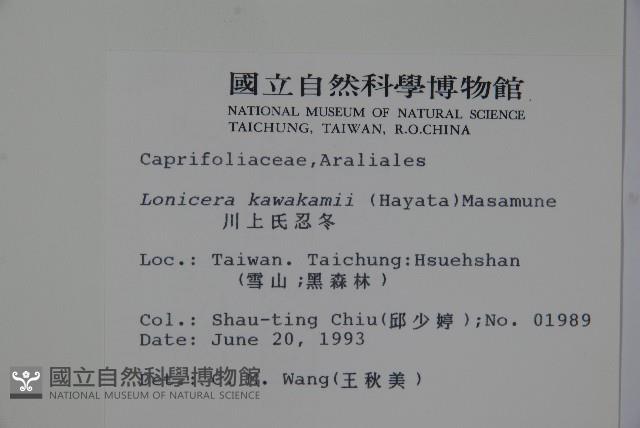 國立自然科學博物館
NATIONAL MUSEUM OF NATURAL SCIENCE
TAICHUNG, TAIWAN, R.O.CHINA
Caprifoliaceae,Araliales
Lonicera kawakamii (Hayata)Masamune
川上氏忍冬
Loc.: Taiwan. Taichung:Hsuehshan
(雪山;黑森林)
Col.: Shau-ting Chiu(邱少婷);No. 01989
Date: June 20, 1993
Wang(王秋美)
國立自然科學博物館
NATIONAL MUSEUM OF NATURAL SCIENCE